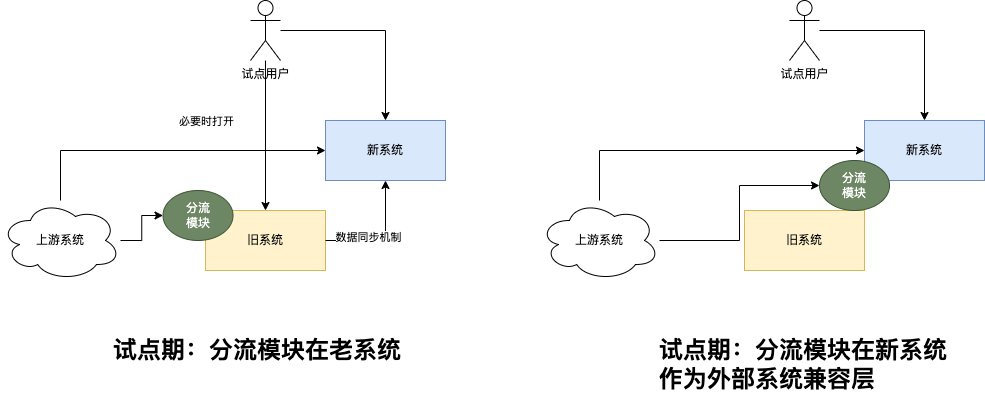 试点用户
必要时打开
新系统
分流
模块
上游系统
旧系统
数据同步机制
试点期：分流模块在老系统
试点用户
新系统
分流
模块
上游系统
旧系统
试点期：分流模块在新系统
作为外部系统兼容层